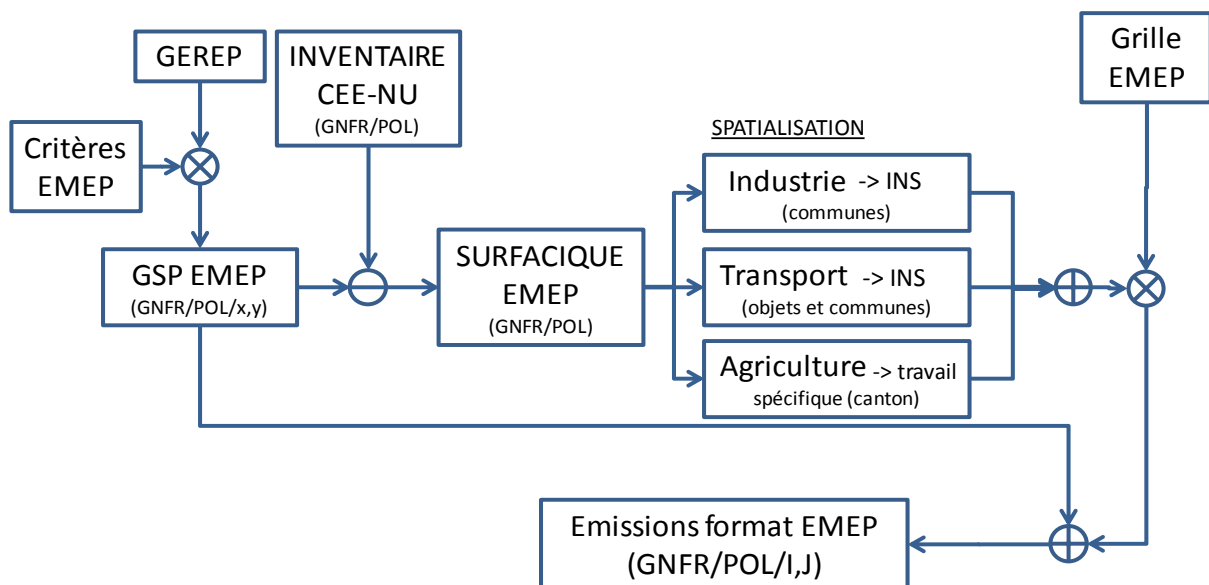 GEREP
INVENTAIRE
CEE-NU
(GNFR/POL)
Grille
EMEP
Critères
EMEP
SPATIALISATION
Industrie -> INS
(communes)
GSP EMEP
(GNFR/POL/x,y)
SURFACIQUE
EMEP
(GNFR/POL)
Transport -> INS
(objets et communes)
Agriculture -> travail
spécifique (canton)
Emissions format EMEP
(GNFR/POL/I,J)